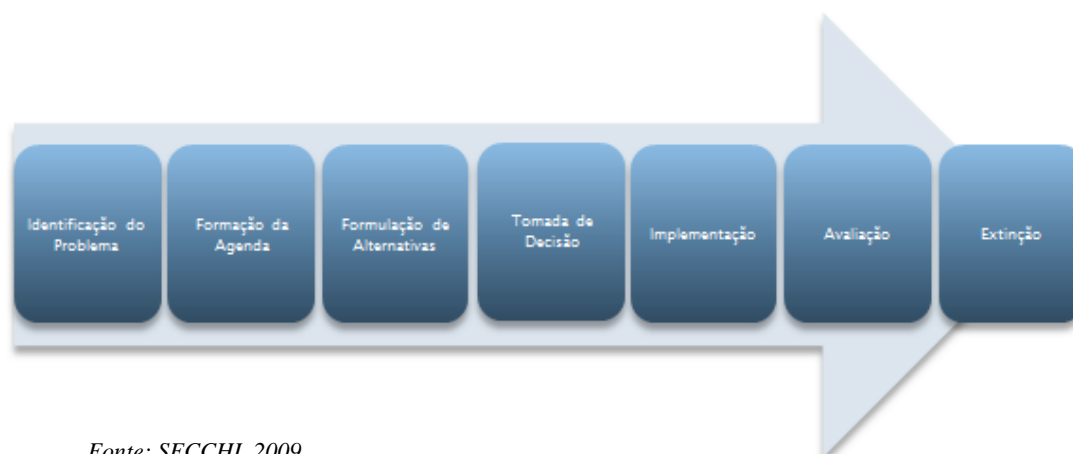 Identificação do
Problema
Formação da
Agenda
Formulação de
Alternativas
Tomada de
Decisão
Implementação
Avaliação
Extinção
Fonte: SECCHI, 2009